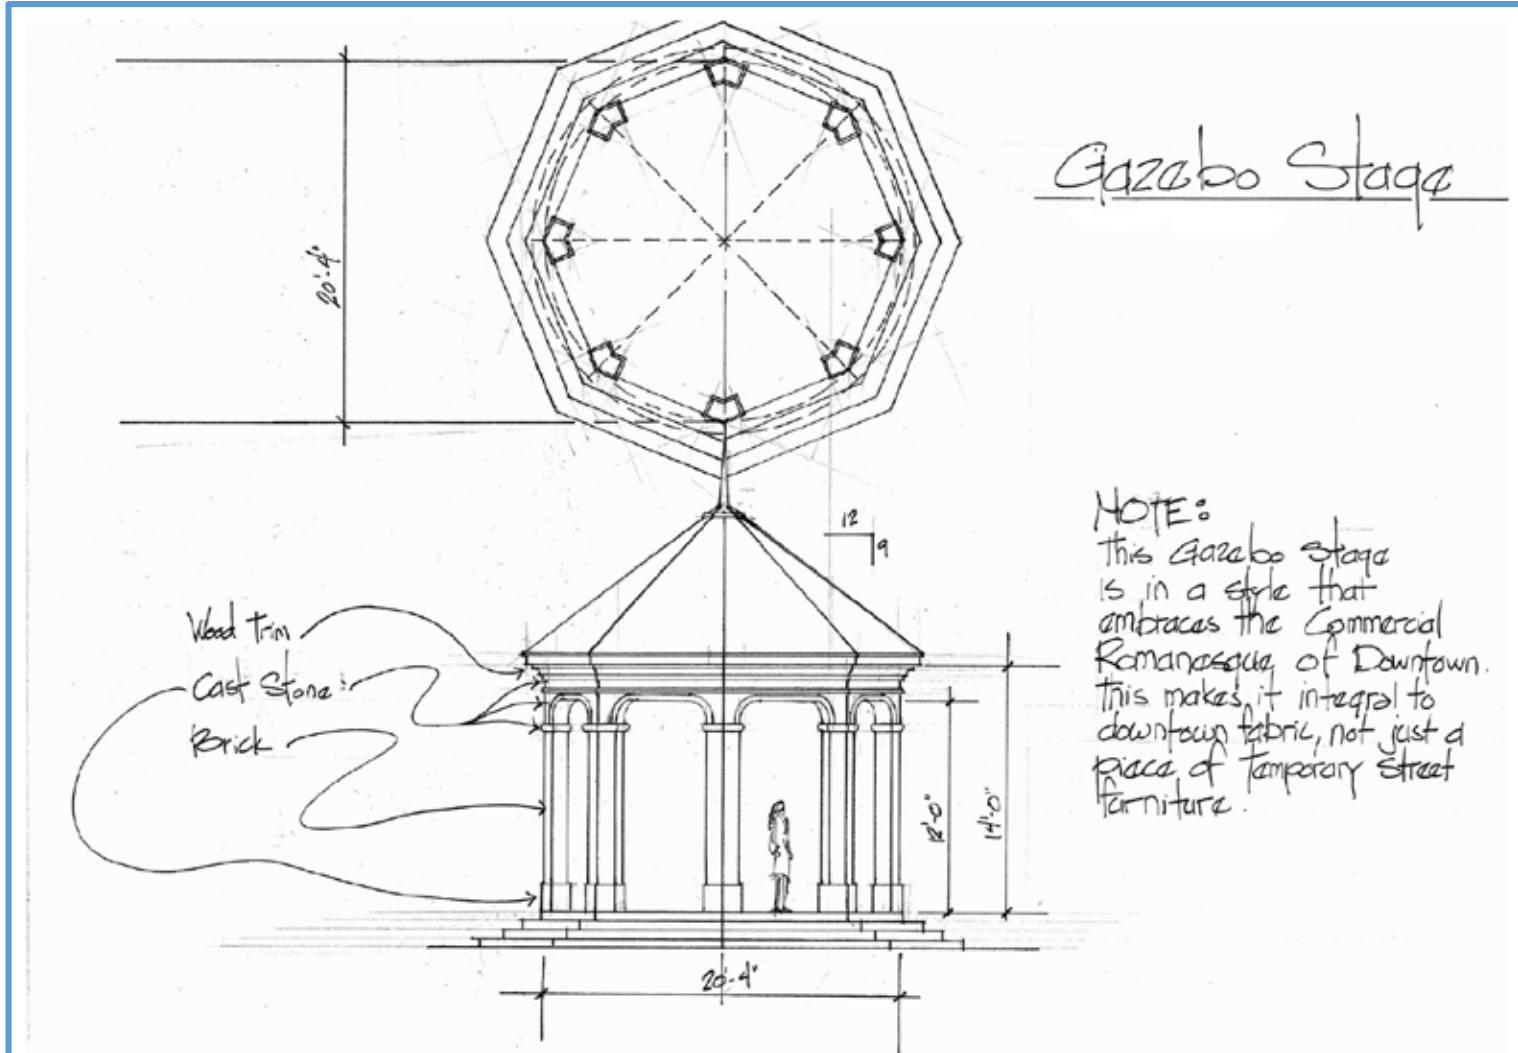 Gazebo Stage
20'-4"
12
9
NOTE:
This Gazebo Stage
is in a style that
embraces the Commercial
Romanesque of Downtown.
This makes it integral to
downtown fabric, not just a
piece of Temporary Street
furniture.
Wood Trim
Cast Stone
Brick
12'-0"
14'-0"
20'-4"